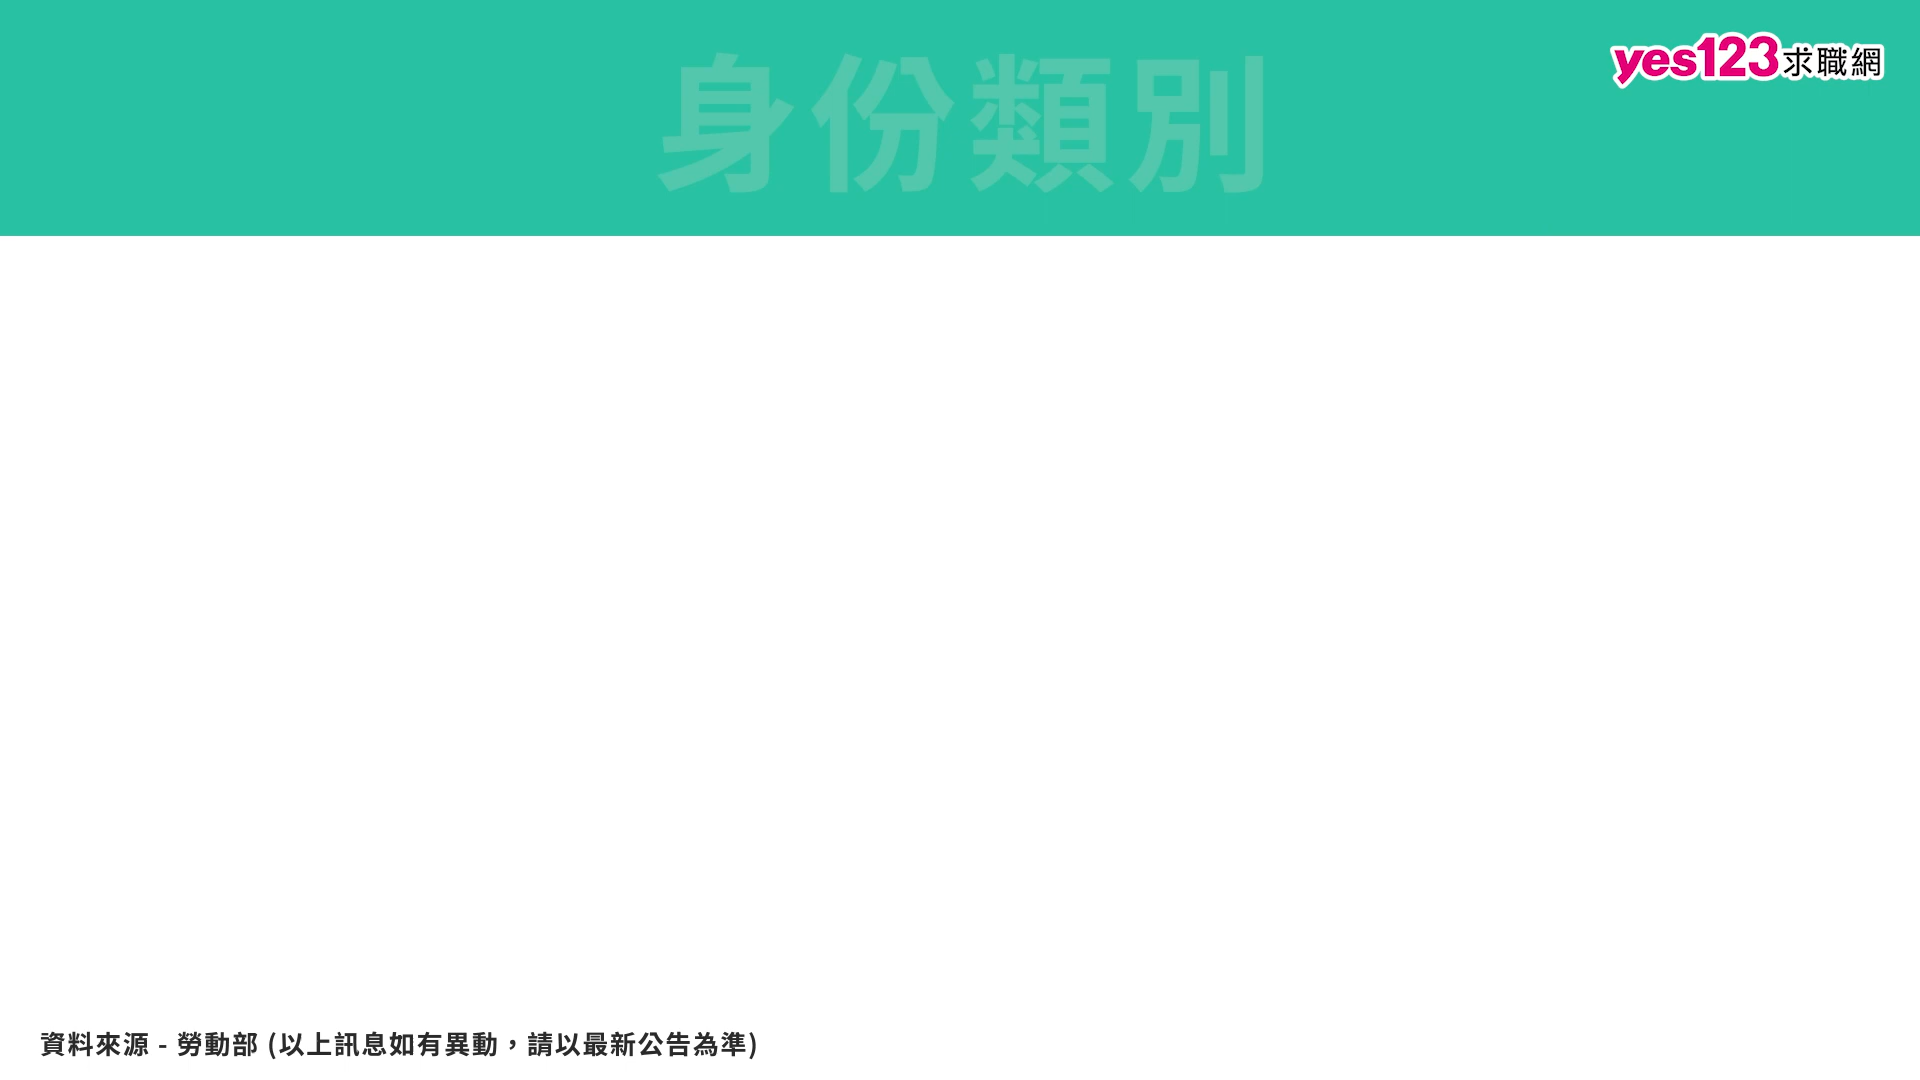 身份類別
yes123求職網
資料來源 - 勞動部 (以上訊息如有異動，請以最新公告為準)